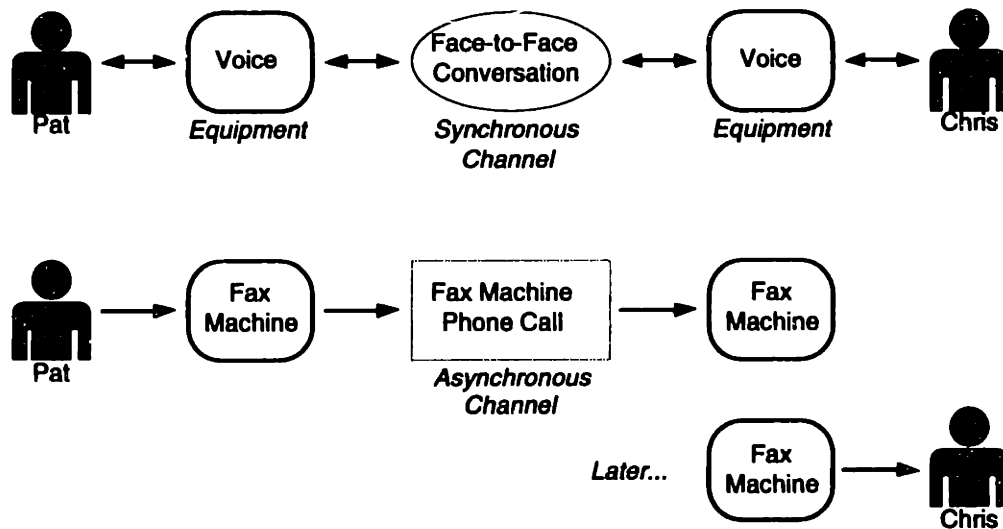 Pat
Voice
Equipment
Face-to-Face
Conversation
Synchronous
Channel
Voice
Equipment
Chris
Pat
Fax
Machine
Fax Machine
Phone Call
Asynchronous
Channel
Fax
Machine
Later...
Fax
Machine
Chris